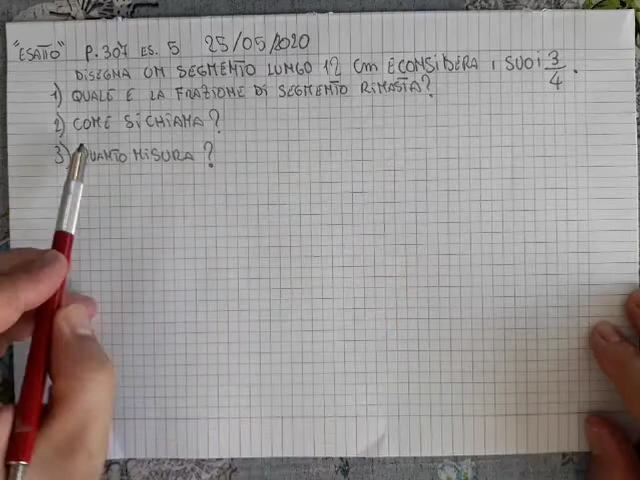 "ESATTO" P. 307 ES. 5 25/05/2020
DISEGNA UN SEGMENTO LUNGO 12 cm E CONSIDERA I SUOI 3/4.
1) QUALE E LA FRAZIONE DI SEGMENTO RIMASTA?
2) COME SI CHIAMA?
3) QUANTO MISURA?